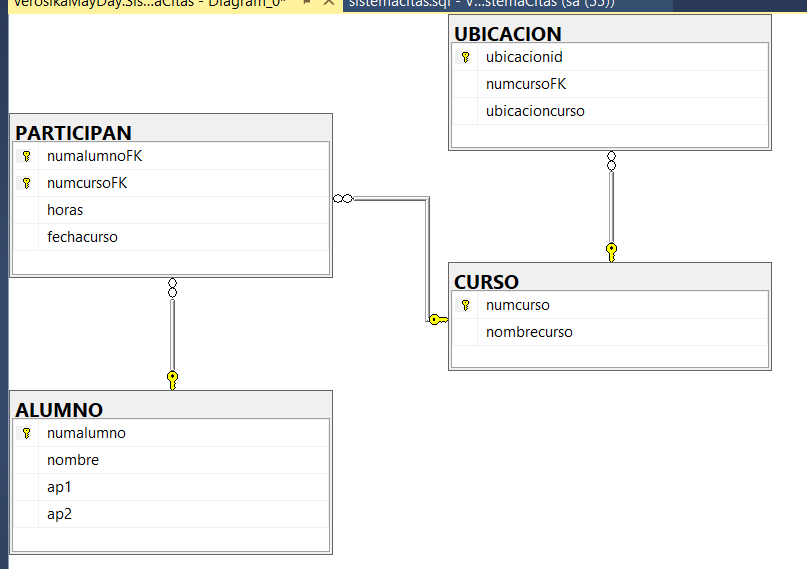 VerosikaMayDay.Sis...aCitas - Diagram_0*
sistemacitas.sql - V...stemaCitas (sa (55))
UBICACION
ubicacionid
numcursoFK
ubicacioncurso
PARTICIPAN
numalumnoFK
numcursoFK
horas
fechacurso
CURSO
numcurso
nombrecurso
ALUMNO
numalumno
nombre
ap1
ap2